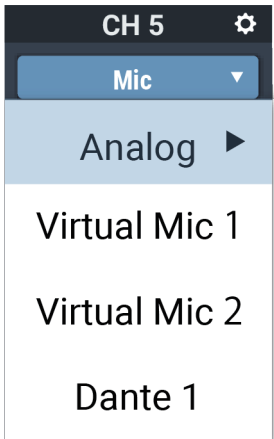 CH 5
Mic
Analog
Virtual Mic 1
Virtual Mic 2
Dante 1